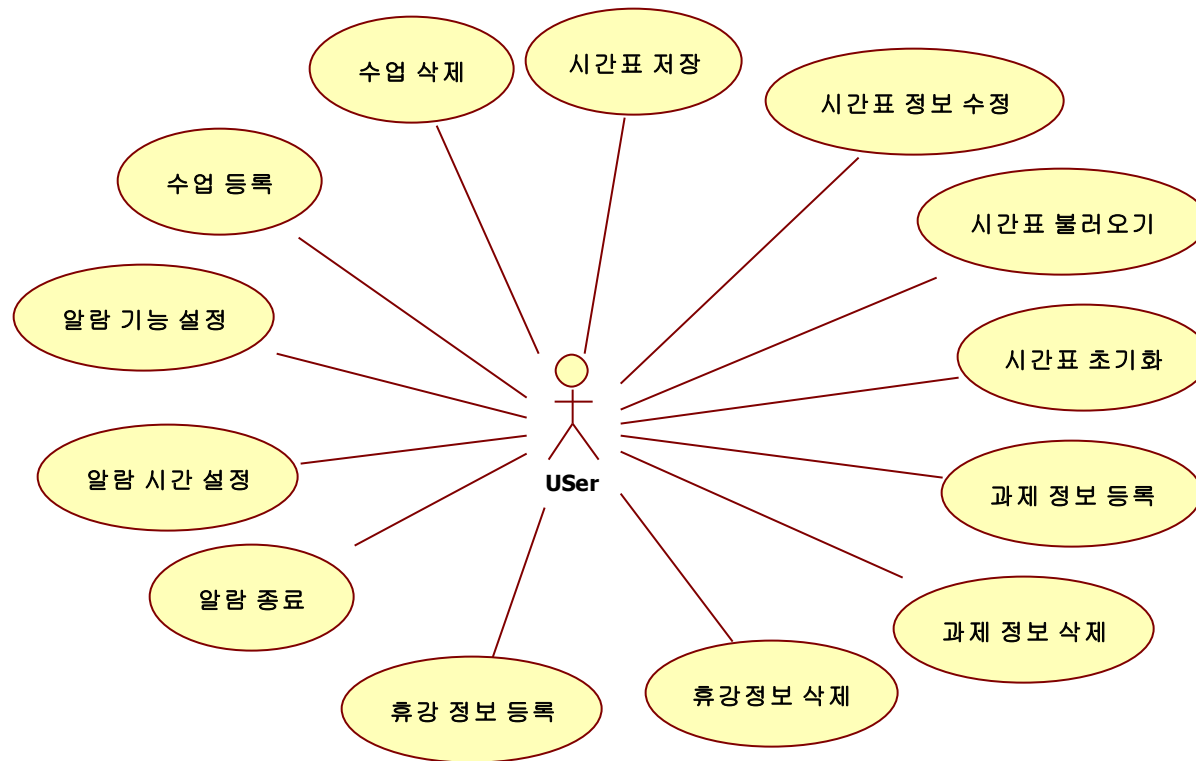 시간표 저장
수업 삭제
시간표 정보 수정
수업 등록
시간표 불러오기
알람 기능 설정
시간표 초기화
알람 시간 설정
USer
과제 정보 등록
알람 종료
과제 정보 삭제
휴강 정보 등록
휴강정보 삭제